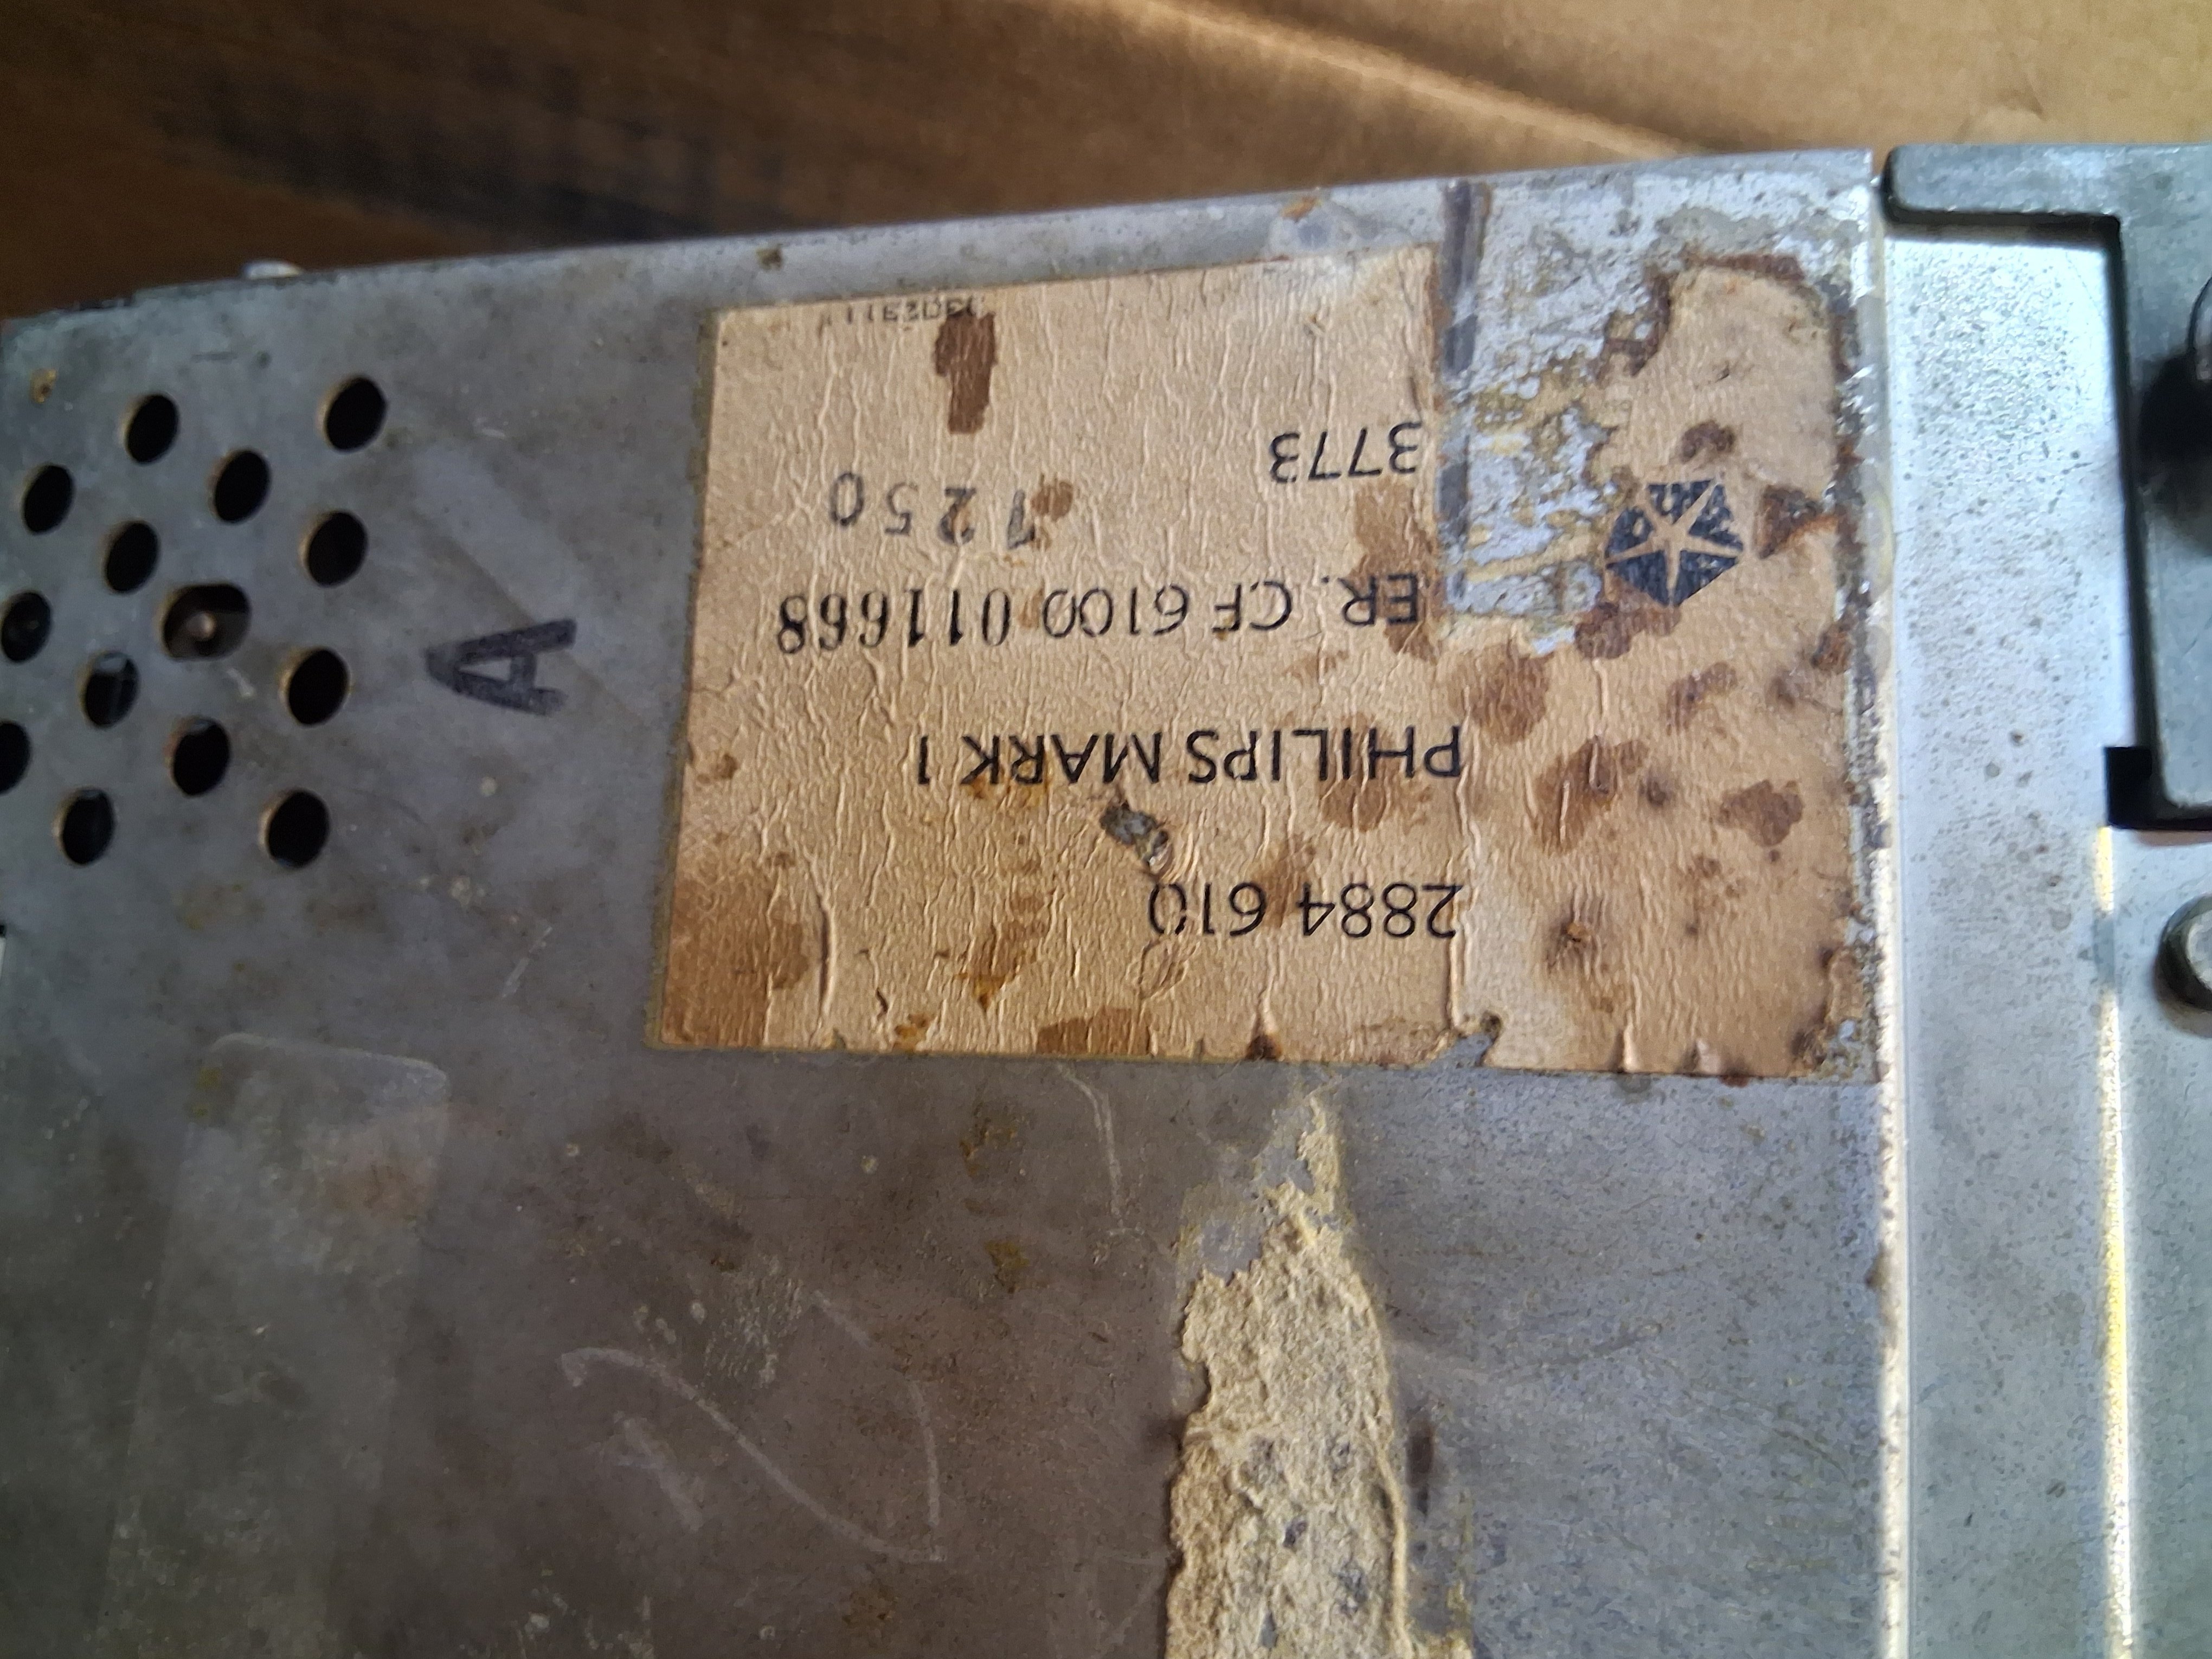 2884 610
PHILIPS MARK 1
ER. CF 6100 011668
1250
3773
A